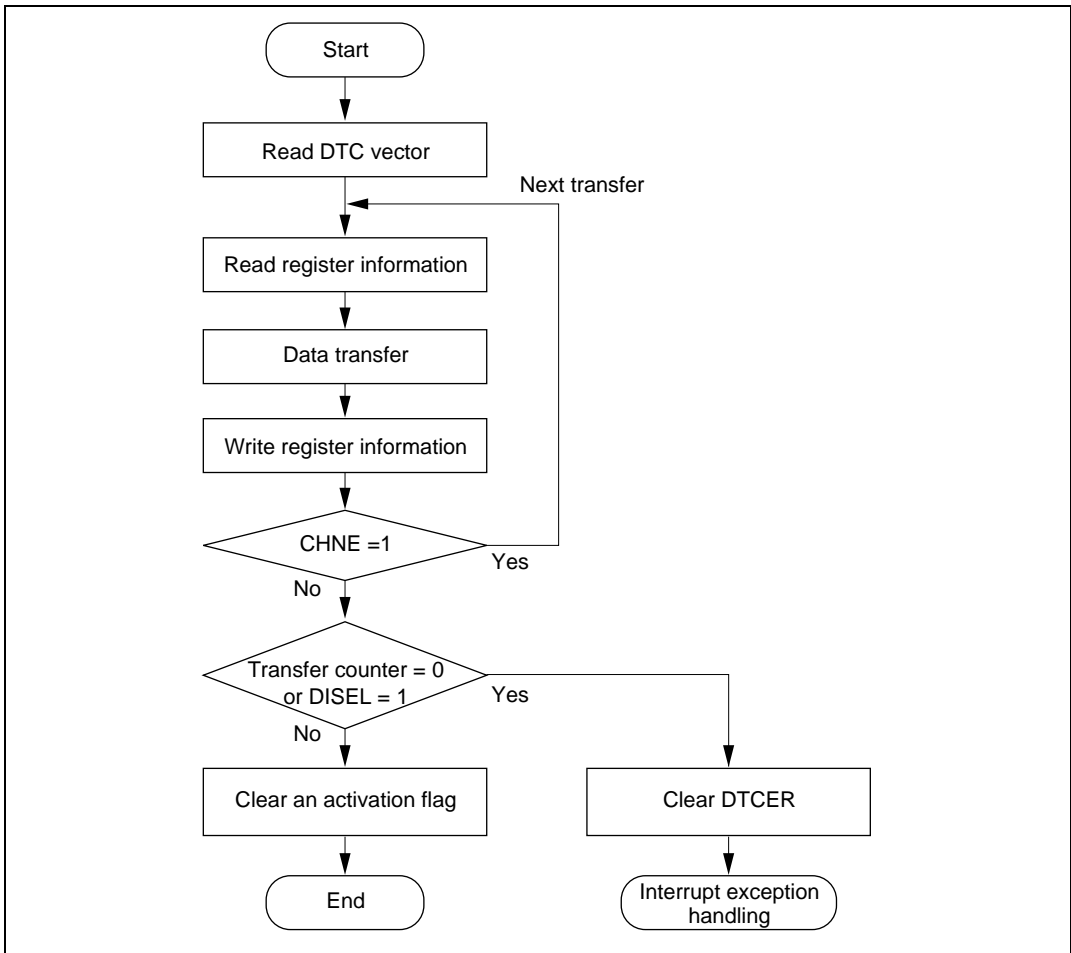 Start
Read DTC vector
Next transfer
Read register information
Data transfer
Write register information
CHNE =1
Yes
No
Transfer counter = 0
or DISEL = 1
Yes
No
Clear an activation flag
Clear DTCER
End
Interrupt exception
handling